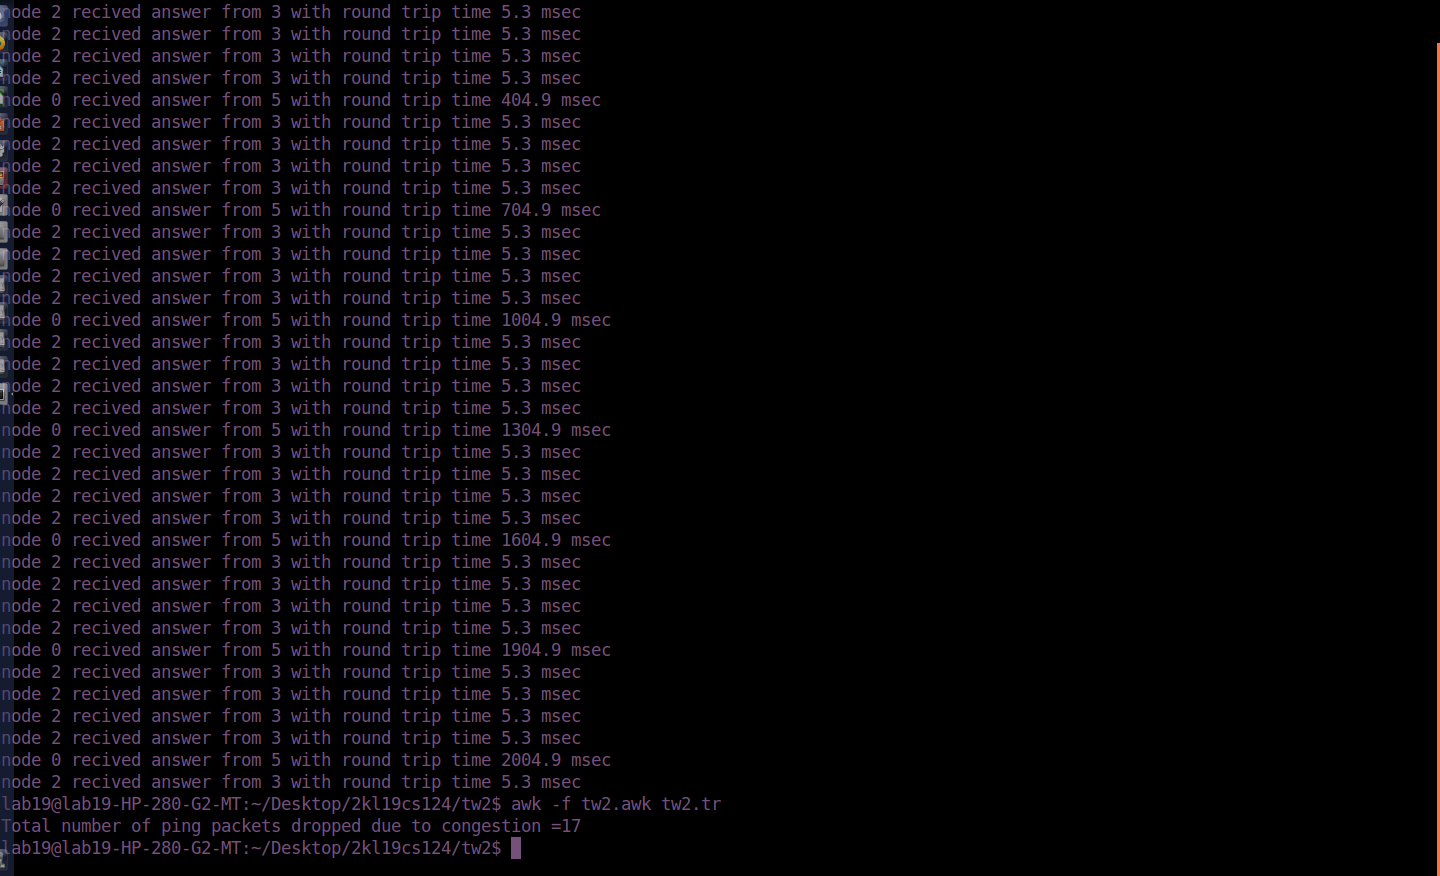 node 2 recived answer from 3 with round trip time 5.3 msec
node 2 recived answer from 3 with round trip time 5.3 msec
node 2 recived answer from 3 with round trip time 5.3 msec
node 2 recived answer from 3 with round trip time 5.3 msec
node 0 recived answer from 5 with round trip time 404.9 msec
node 2 recived answer from 3 with round trip time 5.3 msec
node 2 recived answer from 3 with round trip time 5.3 msec
node 2 recived answer from 3 with round trip time 5.3 msec
node 2 recived answer from 3 with round trip time 5.3 msec
node 0 recived answer from 5 with round trip time 704.9 msec
node 2 recived answer from 3 with round trip time 5.3 msec
node 2 recived answer from 3 with round trip time 5.3 msec
node 2 recived answer from 3 with round trip time 5.3 msec
node 2 recived answer from 3 with round trip time 5.3 msec
node 0 recived answer from 5 with round trip time 1004.9 msec
node 2 recived answer from 3 with round trip time 5.3 msec
node 2 recived answer from 3 with round trip time 5.3 msec
node 2 recived answer from 3 with round trip time 5.3 msec
node 2 recived answer from 3 with round trip time 5.3 msec
node 0 recived answer from 5 with round trip time 1304.9 msec
node 2 recived answer from 3 with round trip time 5.3 msec
node 2 recived answer from 3 with round trip time 5.3 msec
node 2 recived answer from 3 with round trip time 5.3 msec
node 2 recived answer from 3 with round trip time 5.3 msec
node 0 recived answer from 5 with round trip time 1604.9 msec
node 2 recived answer from 3 with round trip time 5.3 msec
node 2 recived answer from 3 with round trip time 5.3 msec
node 2 recived answer from 3 with round trip time 5.3 msec
node 2 recived answer from 3 with round trip time 5.3 msec
node 0 recived answer from 5 with round trip time 1904.9 msec
node 2 recived answer from 3 with round trip time 5.3 msec
node 2 recived answer from 3 with round trip time 5.3 msec
node 2 recived answer from 3 with round trip time 5.3 msec
node 2 recived answer from 3 with round trip time 5.3 msec
node 0 recived answer from 5 with round trip time 2004.9 msec
node 2 recived answer from 3 with round trip time 5.3 msec
lab19@lab19-HP-280-G2-MT:~/Desktop/2kl19cs124/tw2$ awk -f tw2.awk tw2.tr
Total number of ping packets dropped due to congestion =17
lab19@lab19-HP-280-G2-MT:~/Desktop/2kl19cs124/tw2$